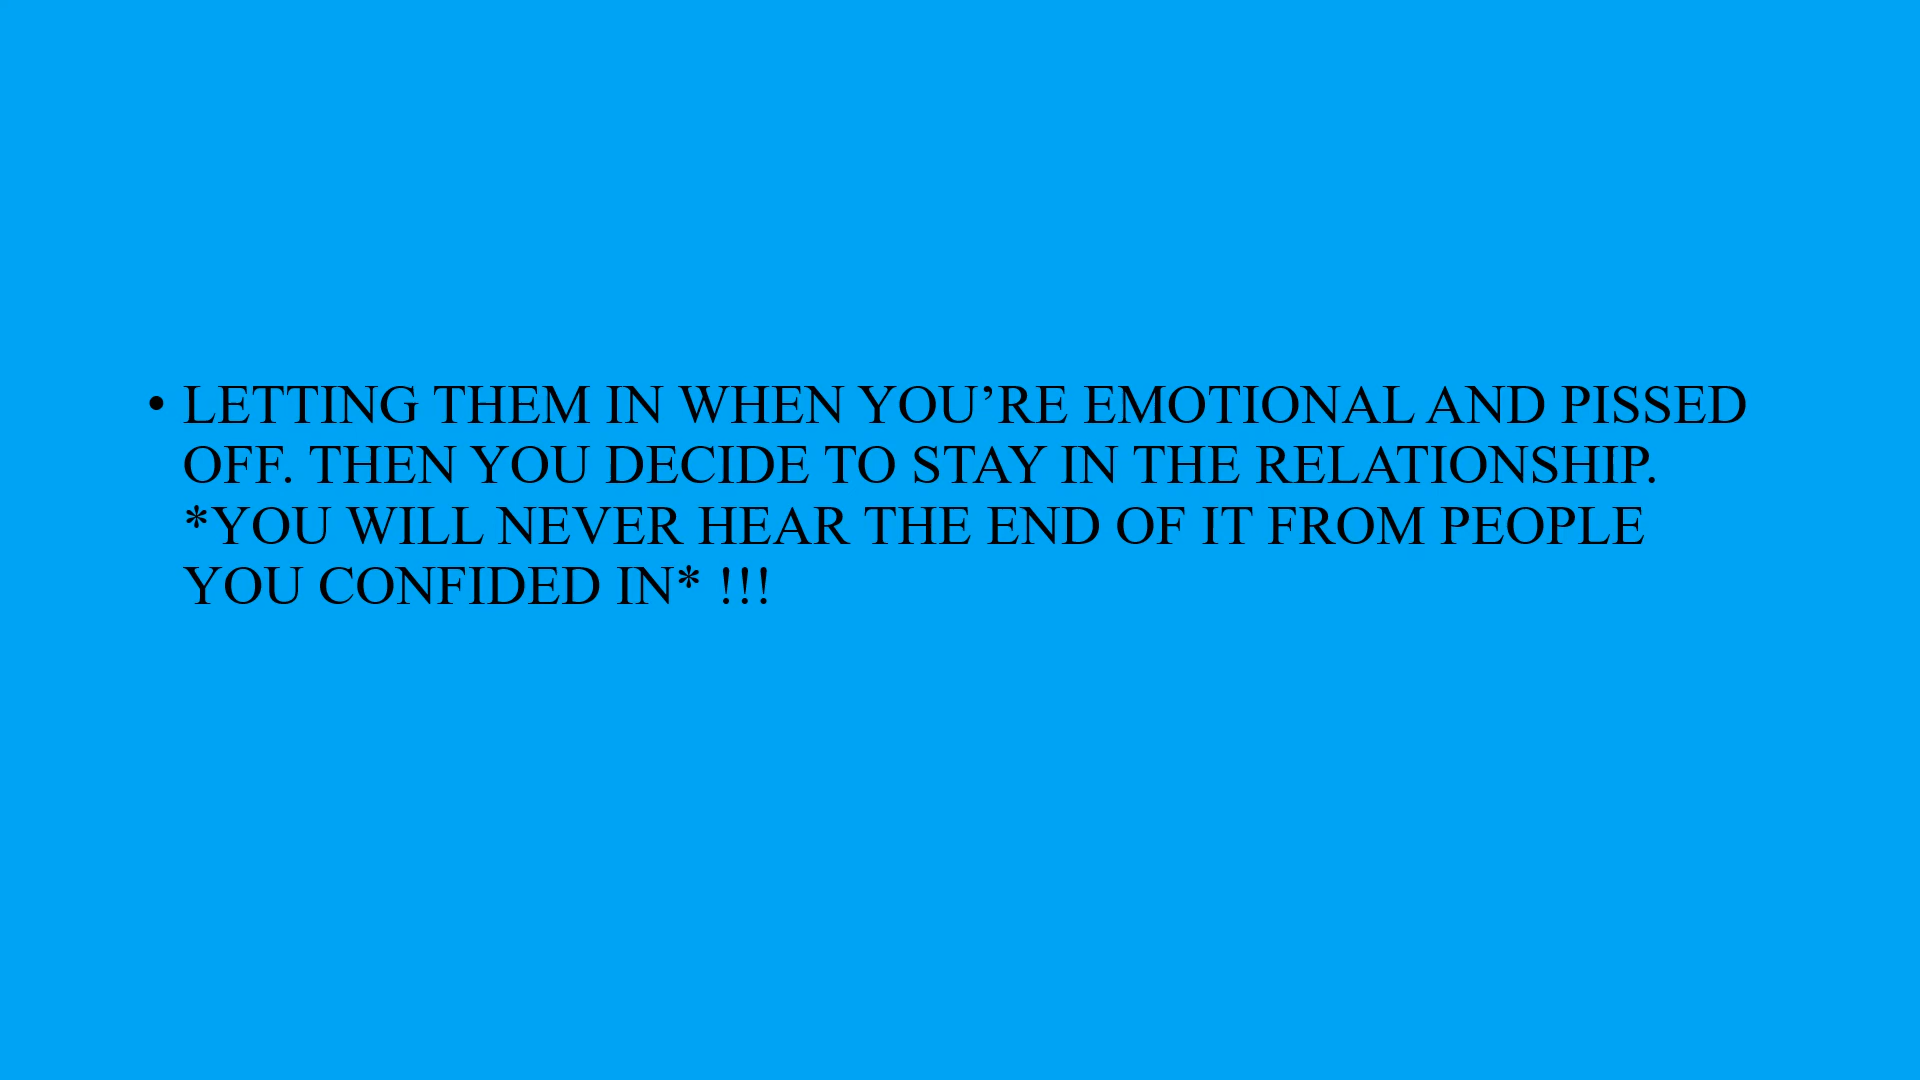 • LETTING THEM IN WHEN YOU’RE EMOTIONAL AND PISSED
OFF. THEN YOU DECIDE TO STAY IN THE RELATIONSHIP.
*YOU WILL NEVER HEAR THE END OF IT FROM PEOPLE
YOU CONFIDED IN* !!!